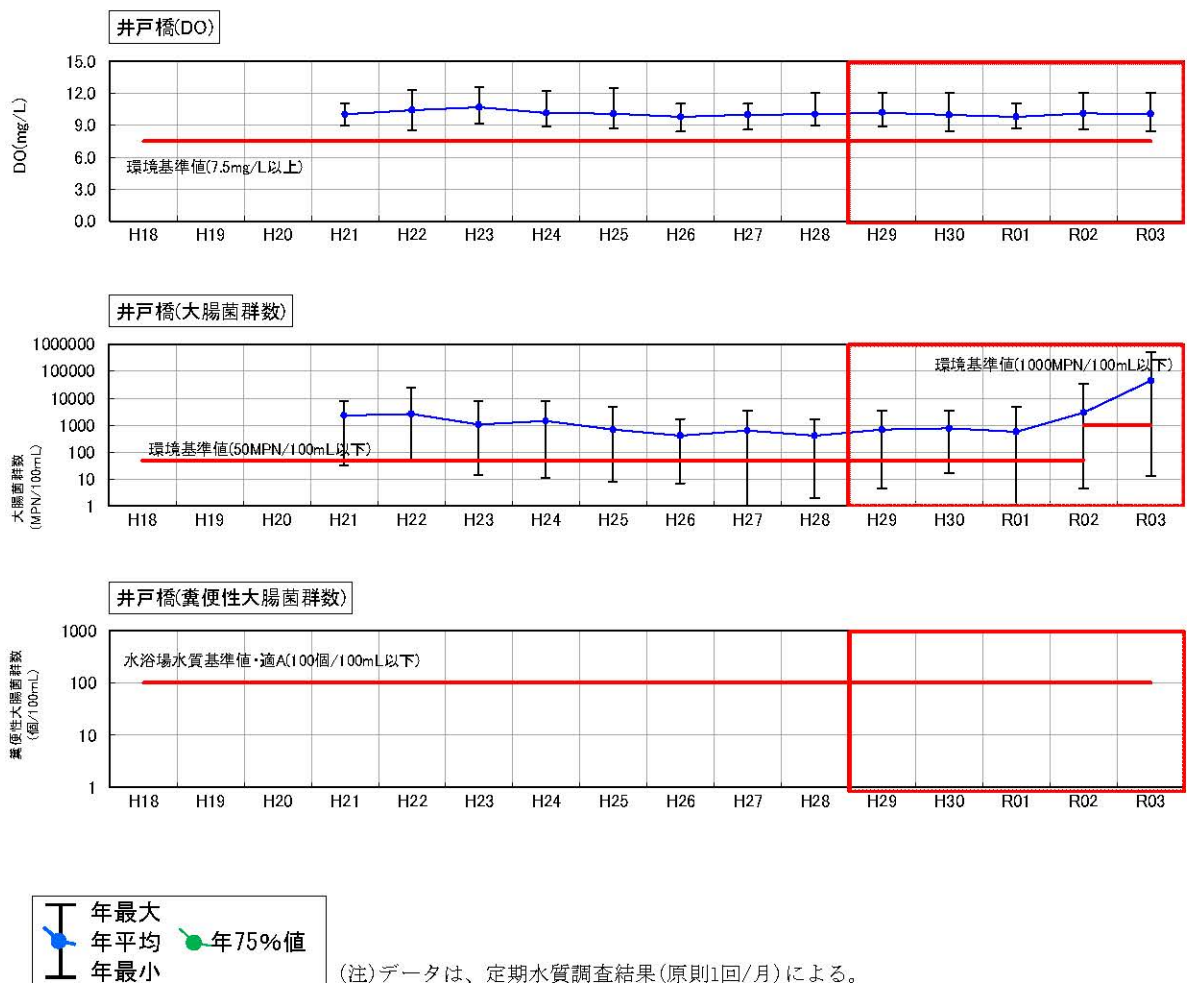 井戸橋(DO)
DO(mg/L)
15.0
12.0
9.0
6.0
3.0
0.0
環境基準値(7.5mg/L以上)
H18 H19 H20 H21 H22 H23 H24 H25 H26 H27 H28 H29 H30 R01 R02 R03
井戸橋(大腸菌群数)
大腸菌群数
(MPN/100mL)
1000000
100000
10000
1000
100
10
1
環境基準値(1000MPN/100mL以下)
環境基準値(50MPN/100mL以下)
H18 H19 H20 H21 H22 H23 H24 H25 H26 H27 H28 H29 H30 R01 R02 R03
井戸橋(糞便性大腸菌群数)
糞便性大腸菌群数
(個/100mL)
1000
100
10
1
水浴場水質基準値・適A(100個/100mL以下)
H18 H19 H20 H21 H22 H23 H24 H25 H26 H27 H28 H29 H30 R01 R02 R03
年最大
年平均 年75%値
年最小
(注)データは、定期水質調査結果(原則1回/月)による。